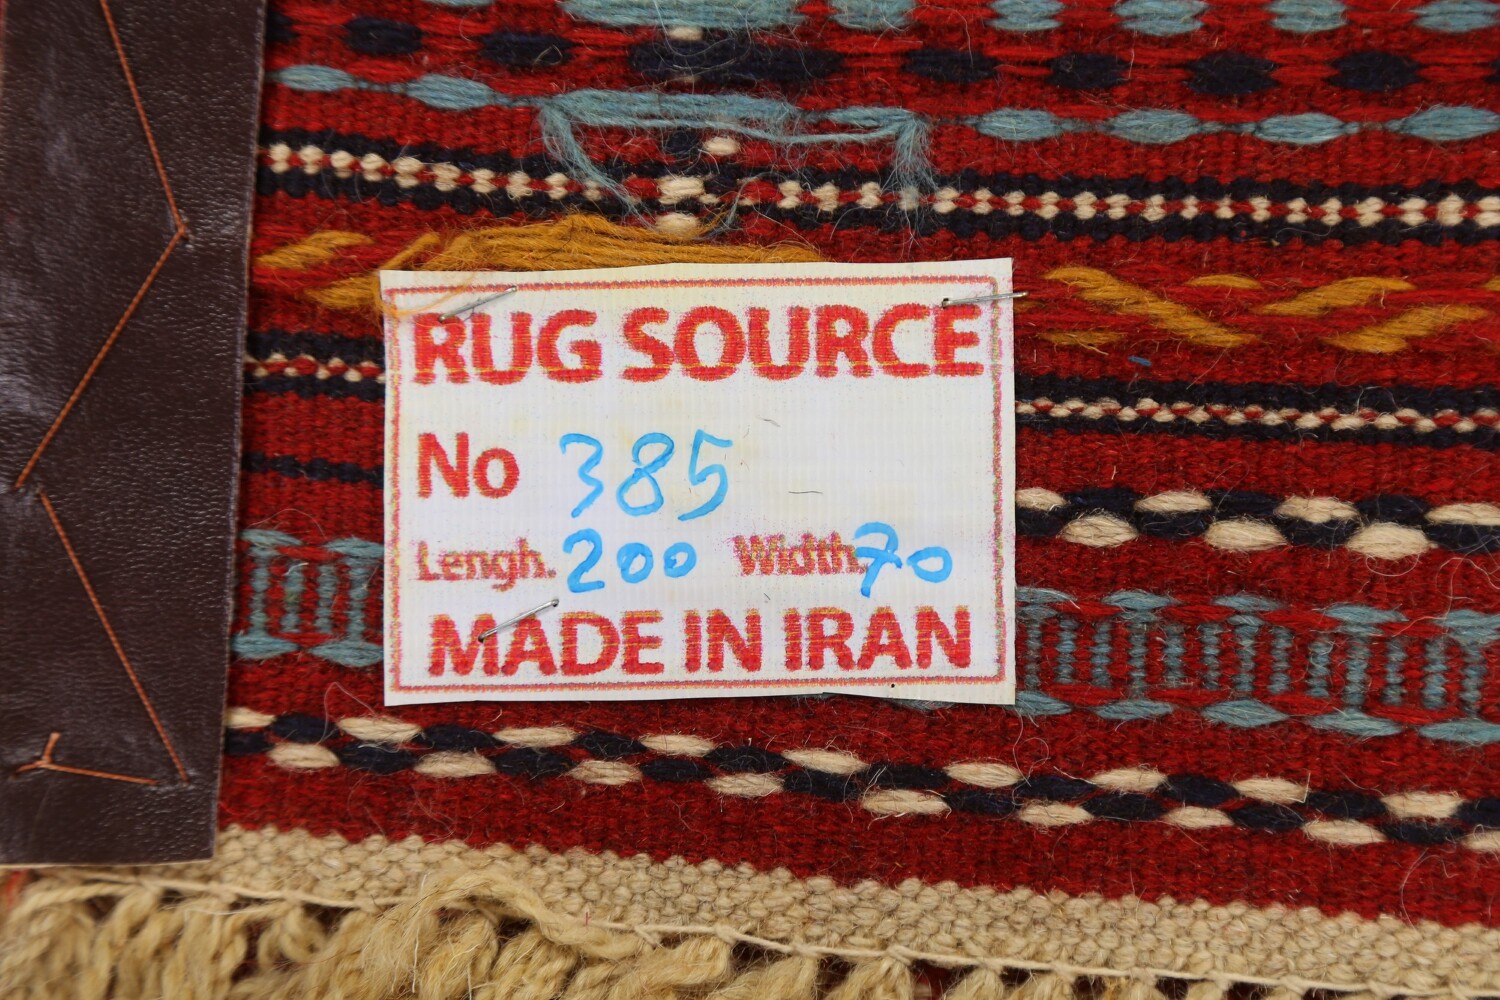 RUG SOURCE
No 385
Lengh. 200 Width. 70
MADE IN IRAN